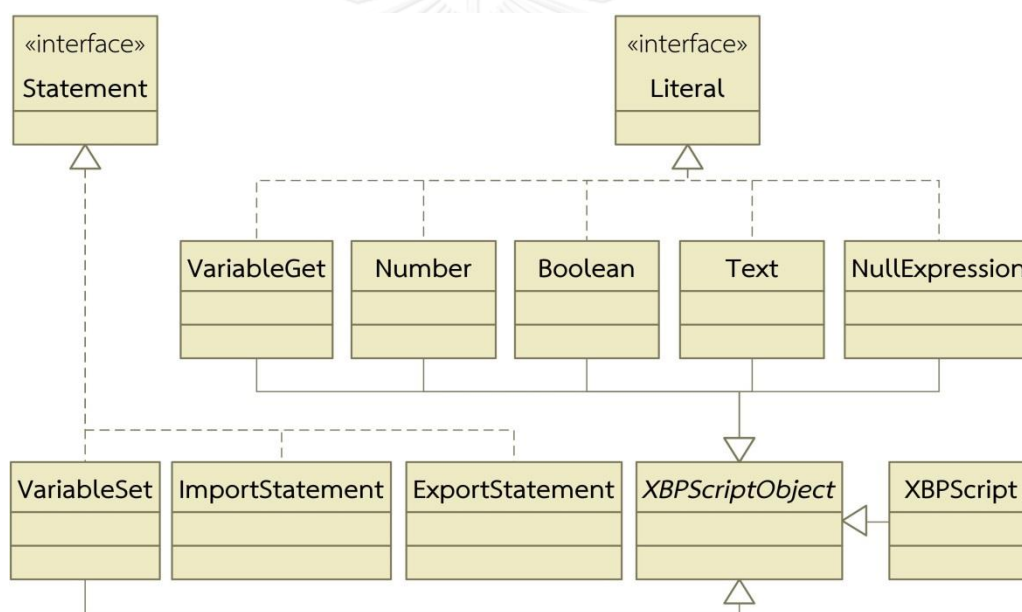 «interface»
Statement
«interface»
Literal
VariableGet
Number
Boolean
Text
NullExpression
VariableSet
ImportStatement
ExportStatement
XBPScriptObject
XBPScript